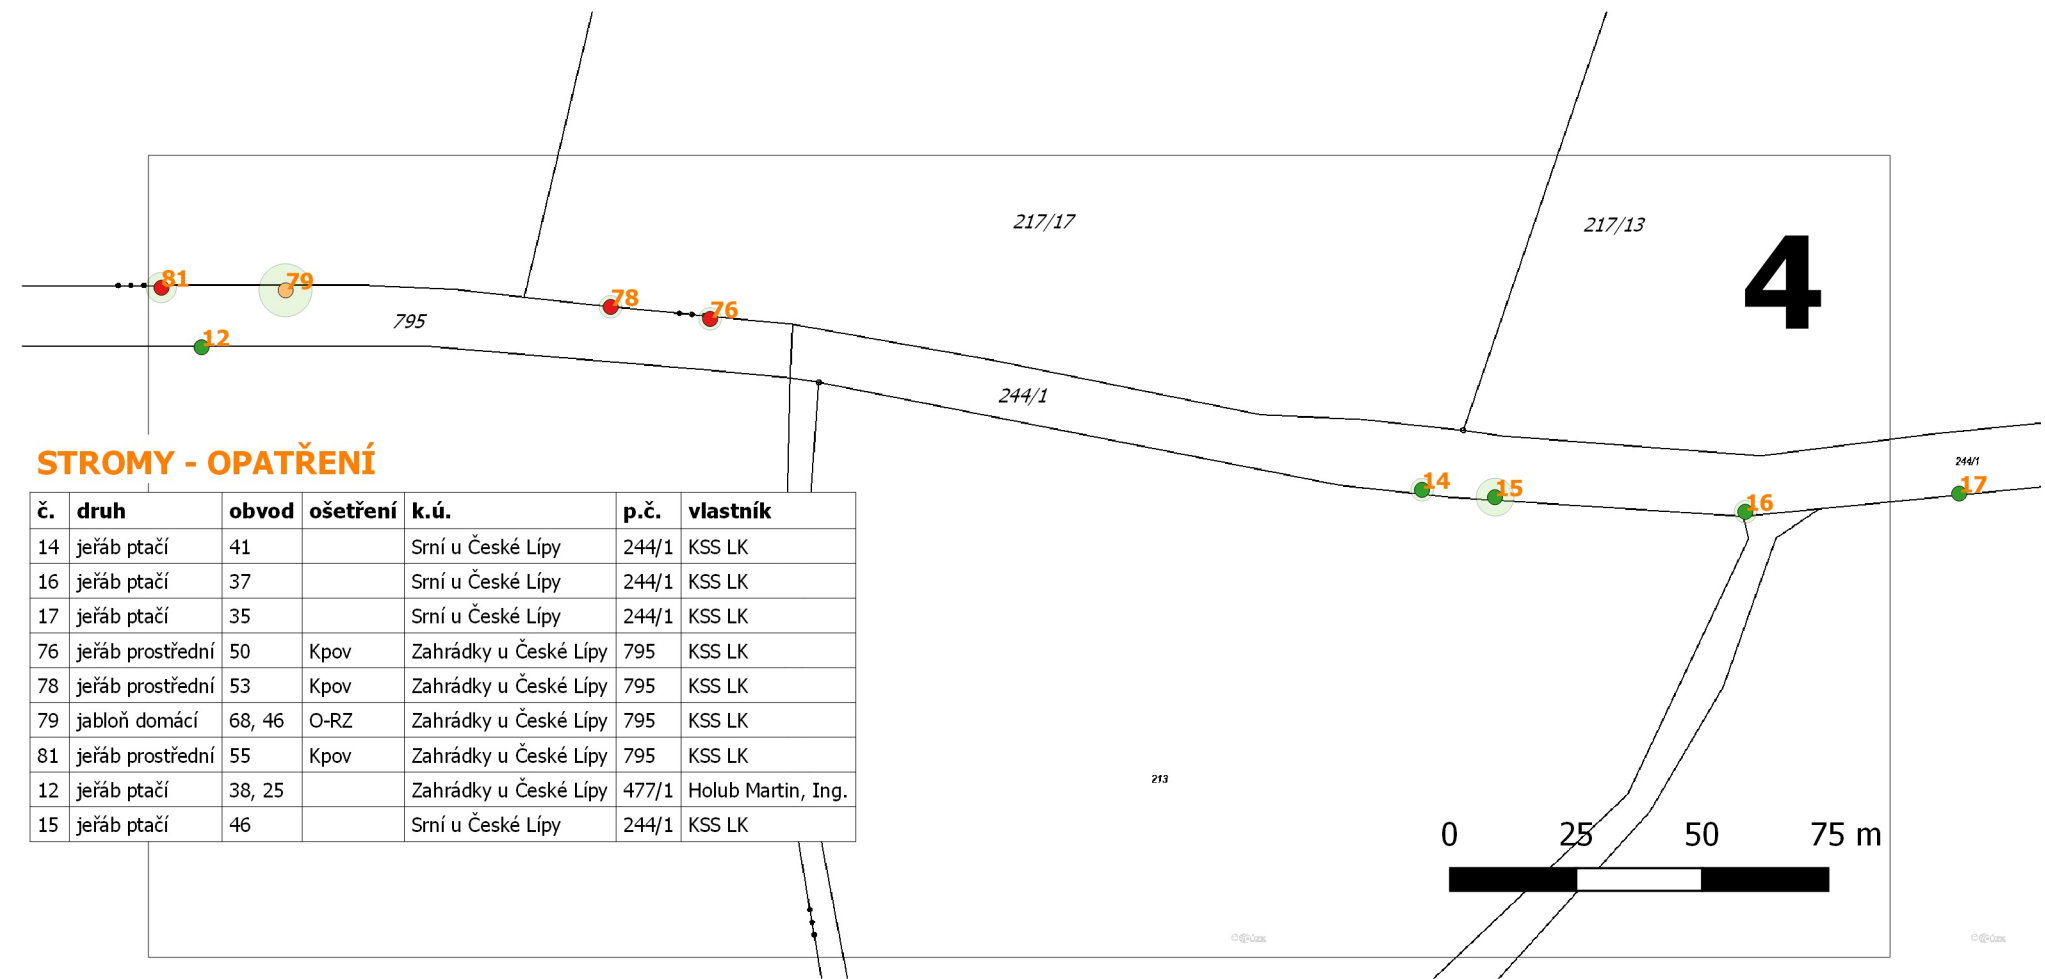 217/17
217/13
4
81
79
78
76
795
12
244/1
244/1
14
15
16
17
STROMY - OPATŘENÍ
č. druh obvod ošetření k.ú. p.č. vlastník
14 jeřáb ptačí 41 Srní u České Lípy 244/1 KSS LK
16 jeřáb ptačí 37 Srní u České Lípy 244/1 KSS LK
17 jeřáb ptačí 35 Srní u České Lípy 244/1 KSS LK
76 jeřáb prostřední 50 Kpov Zahrádky u České Lípy 795 KSS LK
78 jeřáb prostřední 53 Kpov Zahrádky u České Lípy 795 KSS LK
79 jabloň domácí 68, 46 O-RZ Zahrádky u České Lípy 795 KSS LK
81 jeřáb prostřední 55 Kpov Zahrádky u České Lípy 795 KSS LK
12 jeřáb ptačí 38, 25 Zahrádky u České Lípy 477/1 Holub Martin, Ing.
15 jeřáb ptačí 46 Srní u České Lípy 244/1 KSS LK
213
0 25 50 75 m